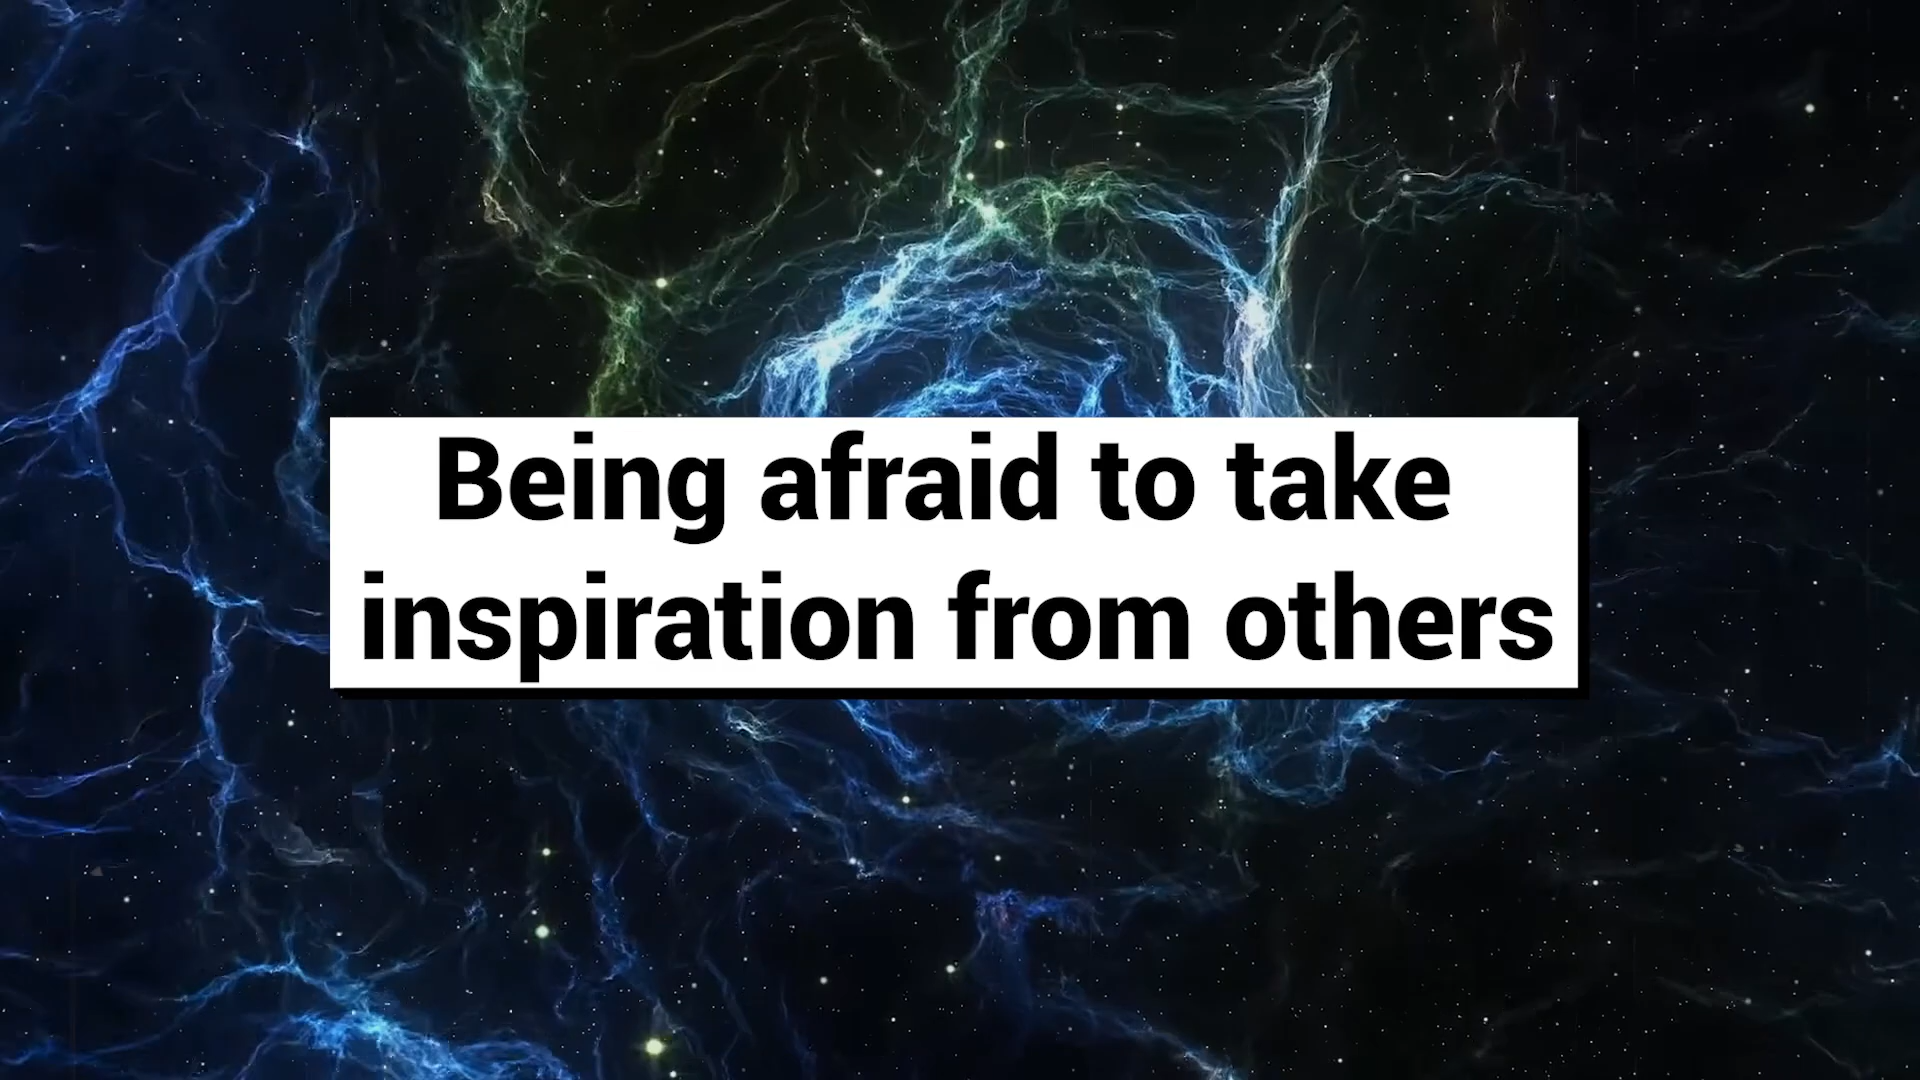 Being afraid to take
inspiration from others